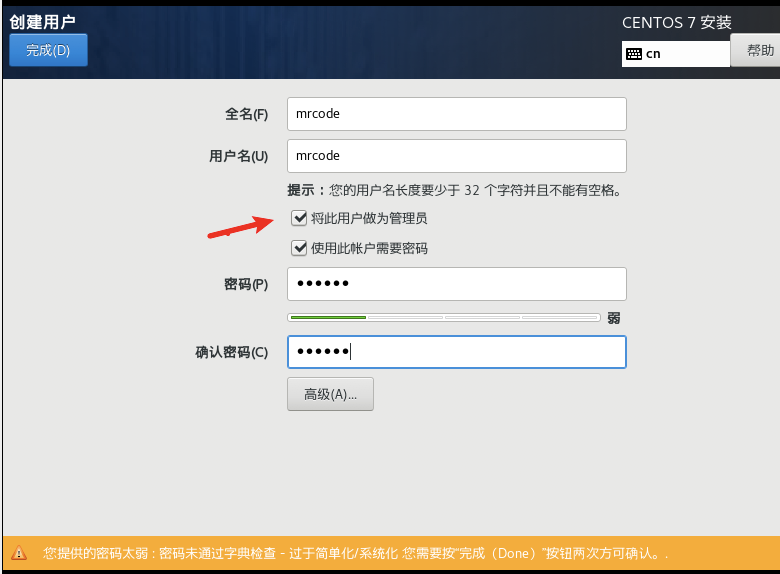 创建用户
CENTOS 7 安装
完成(D)
cn
帮助
全名(F)
mrcode
用户名(U)
mrcode
提示：您的用户名长度要少于 32 个字符并且不能有空格。
将此用户做为管理员
使用此帐户需要密码
密码(P)
••••••
弱
确认密码(C)
••••••
高级(A)...
您提供的密码太弱 : 密码未通过字典检查 - 过于简单化/系统化 您需要按“完成（Done）”按钮两次方可确认。.